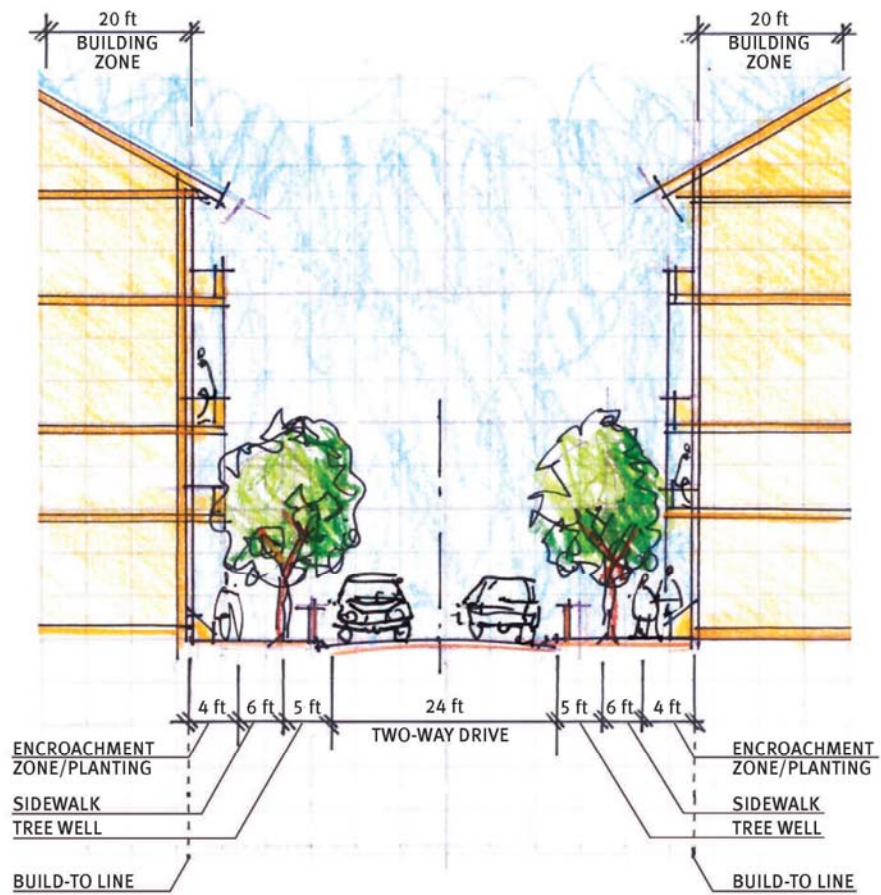 20 ft
BUILDING
ZONE
20 ft
BUILDING
ZONE
4 ft
6 ft
5 ft
24 ft
5 ft
6 ft
4 ft
TWO-WAY DRIVE
ENCROACHMENT
ZONE/PLANTING
SIDEWALK
TREE WELL
BUILD-TO LINE
ENCROACHMENT
ZONE/PLANTING
SIDEWALK
TREE WELL
BUILD-TO LINE